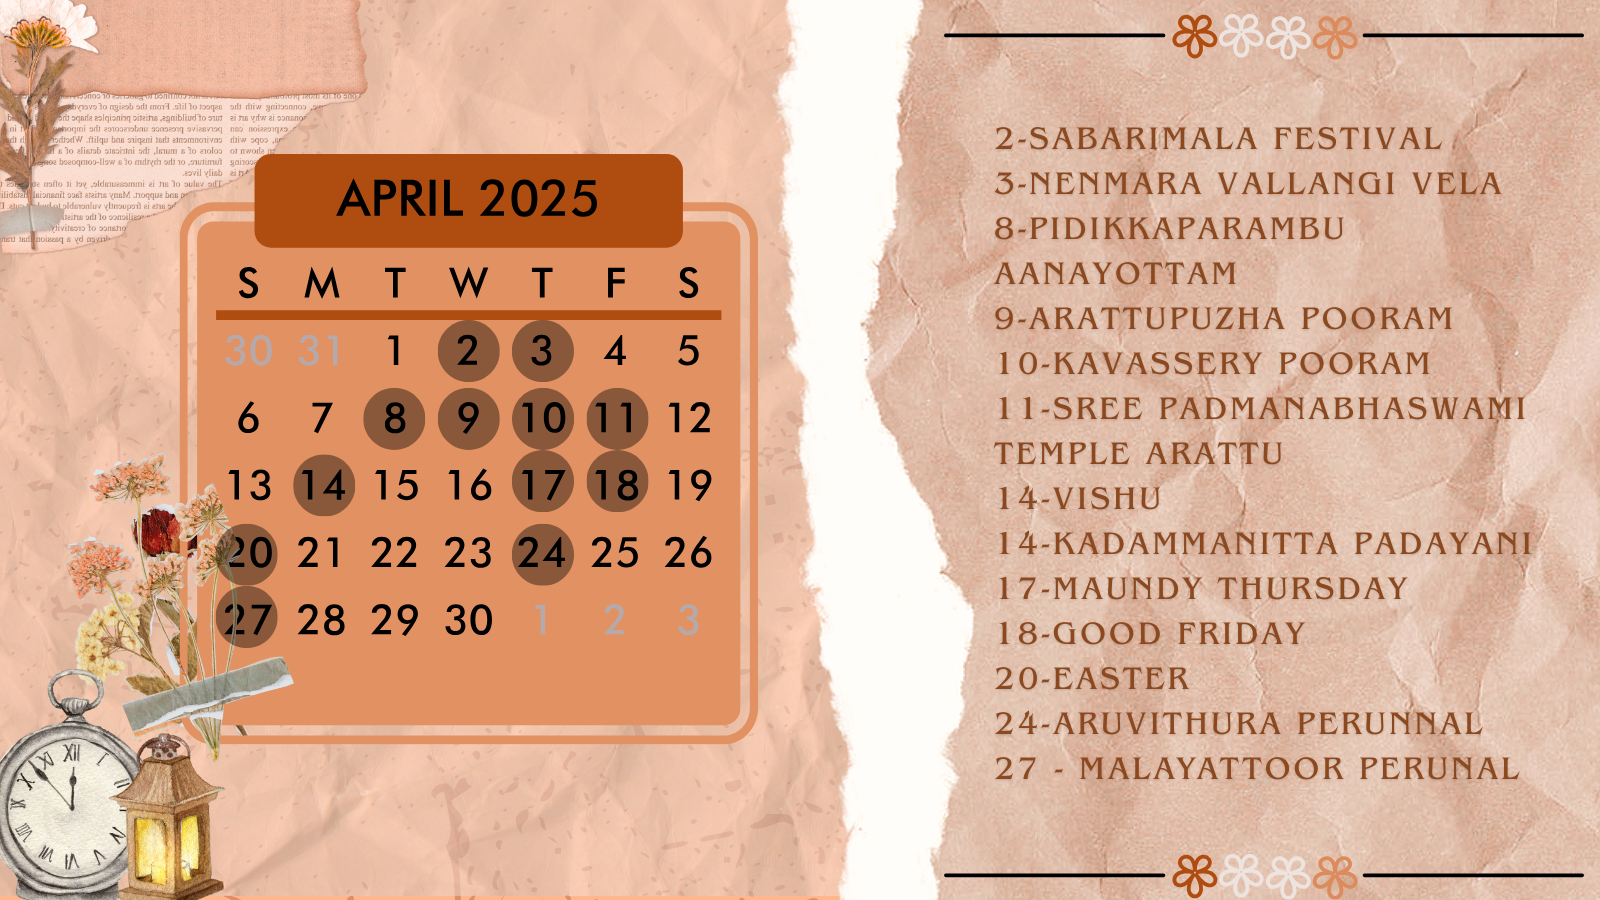 APRIL 2025
S M T W T F S
30 31 1 2 3 4 5
6 7 8 9 10 11 12
13 14 15 16 17 18 19
20 21 22 23 24 25 26
27 28 29 30 1 2 3
2-SABARIMALA FESTIVAL
3-NENMARA VALLANGI VELA
8-PIDIKKAPARAMBU
AANAYOTTAM
9-ARATTUPUZHA POORAM
10-KAVASSERY POORAM
11-SREE PADMANABHASWAMI
TEMPLE ARATTU
14-VISHU
14-KADAMMANITTA PADAYANI
17-MAUNDY THURSDAY
18-GOOD FRIDAY
20-EASTER
24-ARUVITHURA PERUNNAL
27 - MALAYATTOOR PERUNAL